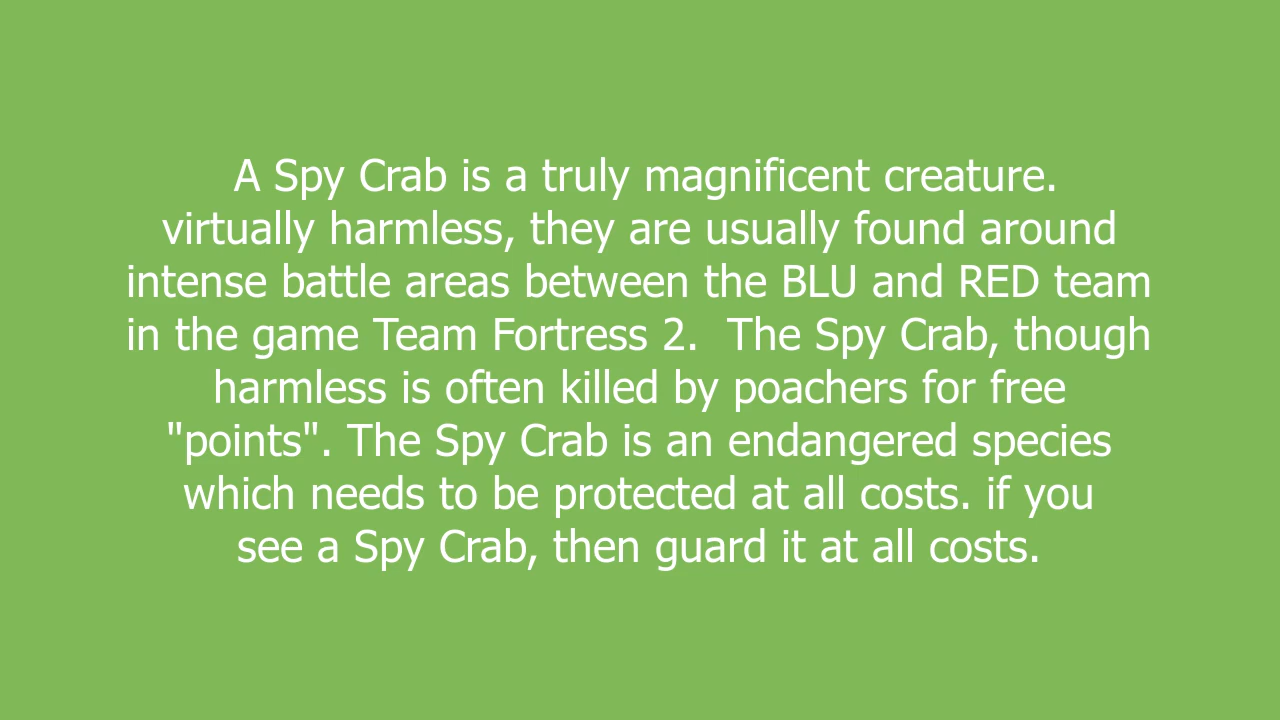 A Spy Crab is a truly magnificent creature.
virtually harmless, they are usually found around
intense battle areas between the BLU and RED team
in the game Team Fortress 2.  The Spy Crab, though
harmless is often killed by poachers for free
"points". The Spy Crab is an endangered species
which needs to be protected at all costs. if you
see a Spy Crab, then guard it at all costs.